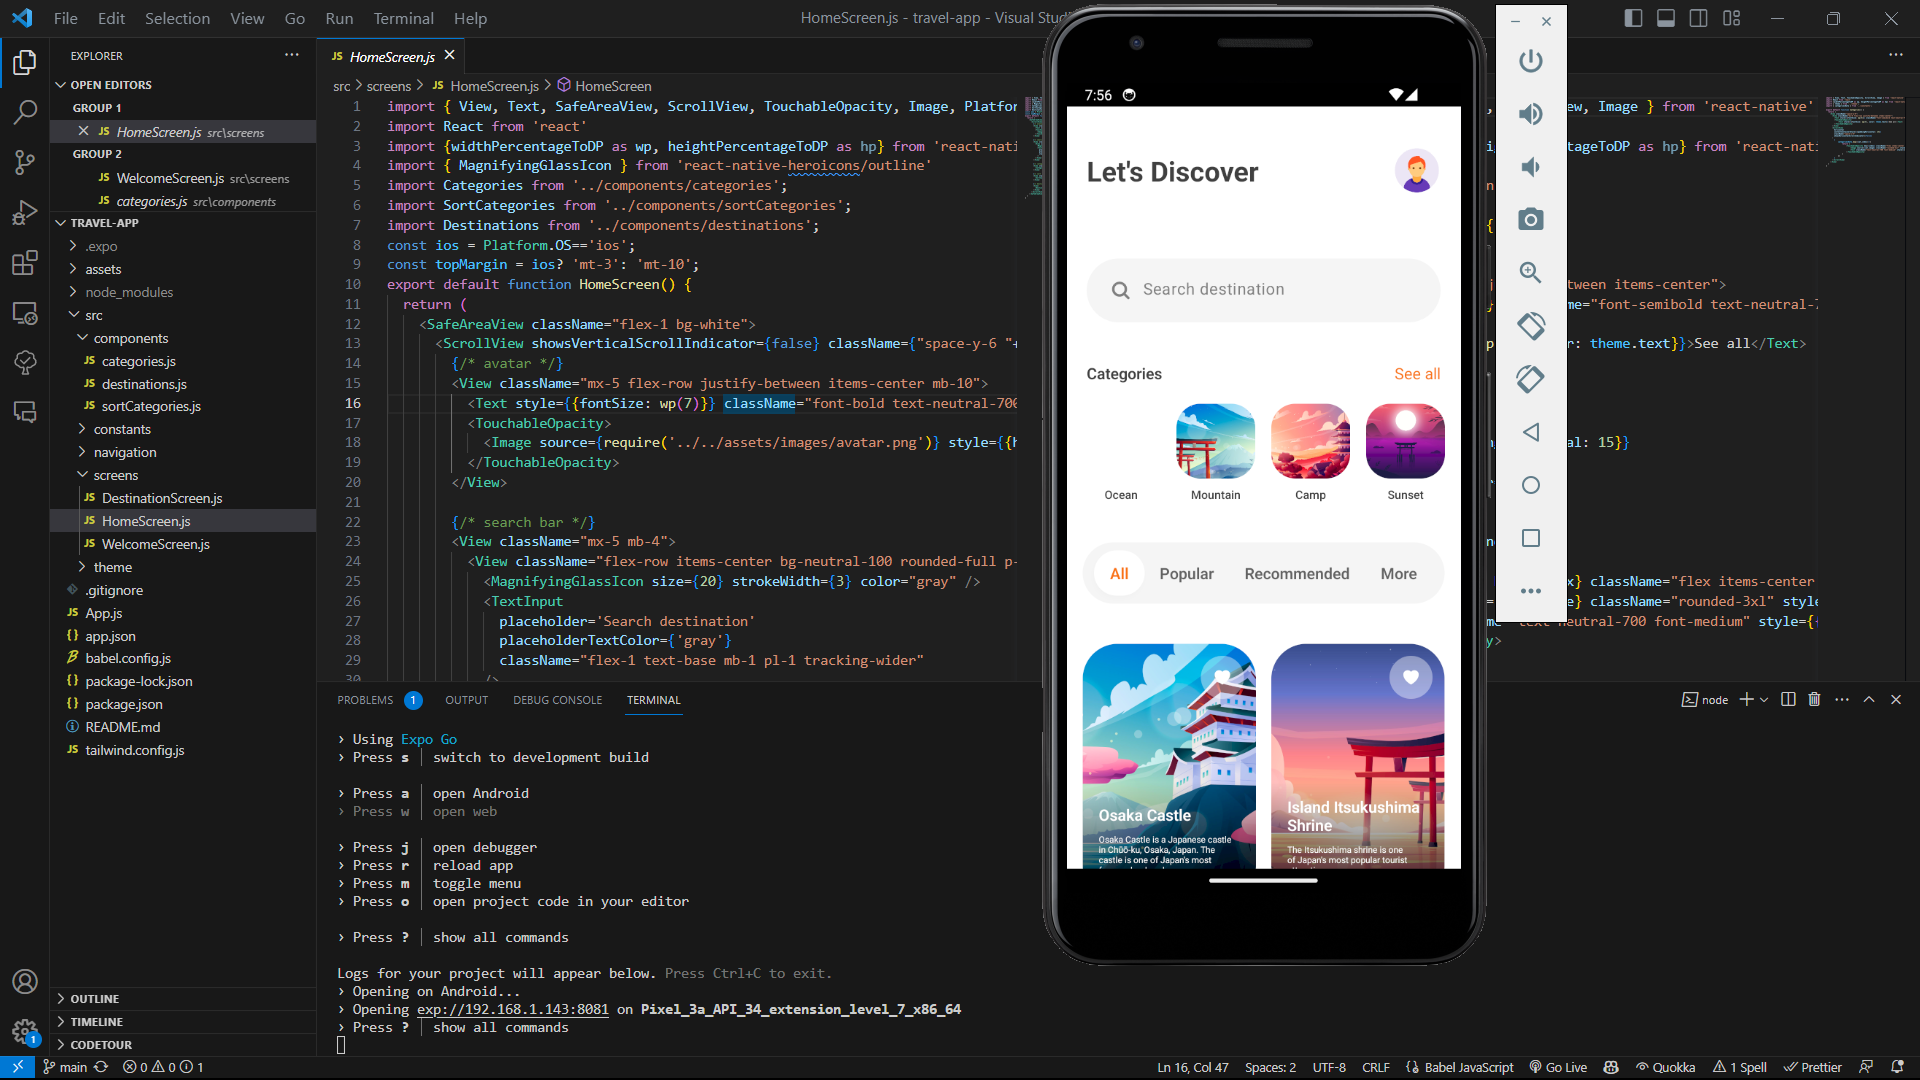 File Edit Selection View Go Run Terminal Help
HomeScreen.js - travel-app - Visual
EXPLORER
OPEN EDITORS
GROUP 1
JS HomeScreen.js src\screens
GROUP 2
JS WelcomeScreen.js src\screens
JS categories.js src\components
TRAVEL-APP
.expo
assets
node_modules
src
components
JS categories.js
JS destinations.js
JS sortCategories.js
constants
navigation
screens
JS DestinationScreen.js
JS HomeScreen.js
JS WelcomeScreen.js
theme
.gitignore
JS App.js
{} app.json
babel.config.js
{} package-lock.json
{} package.json
README.md
JS tailwind.config.js
OUTLINE
TIMELINE
CODETOUR
1
JS HomeScreen.js
src > screens > JS HomeScreen.js > HomeScreen
1 import { View, Text, SafeAreaView, ScrollView, TouchableOpacity, Image, Platfor
2 import React from 'react'
3 import {widthPercentageToDP as wp, heightPercentageToDP as hp} from 'react-nati
4 import { MagnifyingGlassIcon } from 'react-native-heroicons/outline'
5 import Categories from '../components/categories';
6 import SortCategories from '../components/sortCategories';
7 import Destinations from '../components/destinations';
8 const ios = Platform.OS=='ios';
9 const topMargin = ios? 'mt-3': 'mt-10';
10 export default function HomeScreen() {
11 return (
12 <SafeAreaView className="flex-1 bg-white">
13 <ScrollView showsVerticalScrollIndicator={false} className={"space-y-6 "+
14 {/* avatar */}
15 <View className="mx-5 flex-row justify-between items-center mb-10">
16 <Text style={{fontSize: wp(7)}} className="font-bold text-neutral-700
17 <TouchableOpacity>
18 <Image source={require('../../assets/images/avatar.png')} style={{h
19 </TouchableOpacity>
20 </View>
21
22 {/* search bar */}
23 <View className="mx-5 mb-4">
24 <View className="flex-row items-center bg-neutral-100 rounded-full p-
25 <MagnifyingGlassIcon size={20} strokeWidth={3} color="gray" />
26 <TextInput
27 placeholder='Search destination'
28 placeholderTextColor={'gray'}
29 className="flex-1 text-base mb-1 pl-1 tracking-wider"
30 />
ew, Image } from 'react-native'
tageToDP as hp} from 'react-nati
tween items-center">
me="font-semibold text-neutral-7
r: theme.text}}>See all</Text>
al: 15}}
x} className="flex items-center
e} className="rounded-3xl" style
text-neutral-700 font-medium" style={{
y>
7:56
Let's Discover
Search destination
Categories See all
Ocean Mountain Camp Sunset
All Popular Recommended More
Osaka Castle
Osaka Castle is a Japanese castle
in Chūō-ku, Osaka, Japan. The
castle is one of Japan's most
Island Itsukushima
Shrine
The Itsukushima shrine is one
of Japan's most popular tourist
PROBLEMS 1 OUTPUT DEBUG CONSOLE TERMINAL
node
› Using Expo Go
› Press s │ switch to development build
› Press a │ open Android
› Press w │ open web
› Press j │ open debugger
› Press r │ reload app
› Press m │ toggle menu
› Press o │ open project code in your editor
› Press ? │ show all commands
Logs for your project will appear below. Press Ctrl+C to exit.
› Opening on Android...
› Opening exp://192.168.1.143:8081 on Pixel_3a_API_34_extension_level_7_x86_64
› Press ? │ show all commands
main 0 0 1
Ln 16, Col 47 Spaces: 2 UTF-8 CRLF {} Babel JavaScript Go Live Quokka 1 Spell Prettier